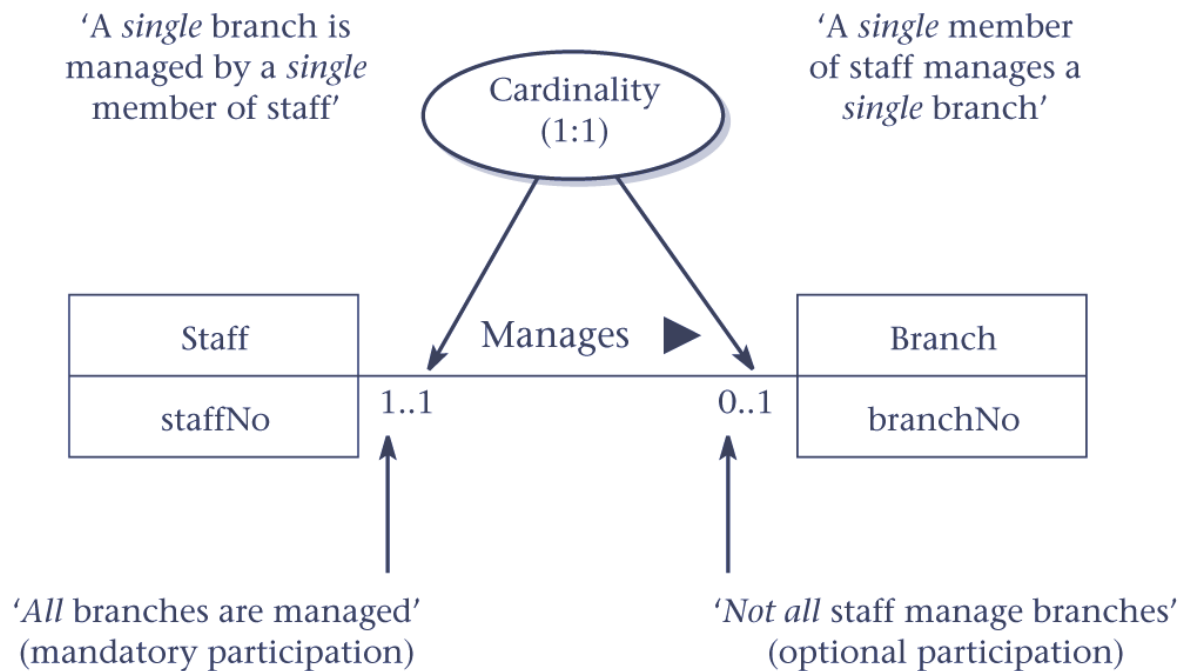 ‘A single branch is
managed by a single
member of staff’
‘A single member
of staff manages a
single branch’
Cardinality
(1:1)
Staff
Manages
Branch
staffNo
1..1
0..1
branchNo
‘All branches are managed’
(mandatory participation)
‘Not all staff manage branches’
(optional participation)